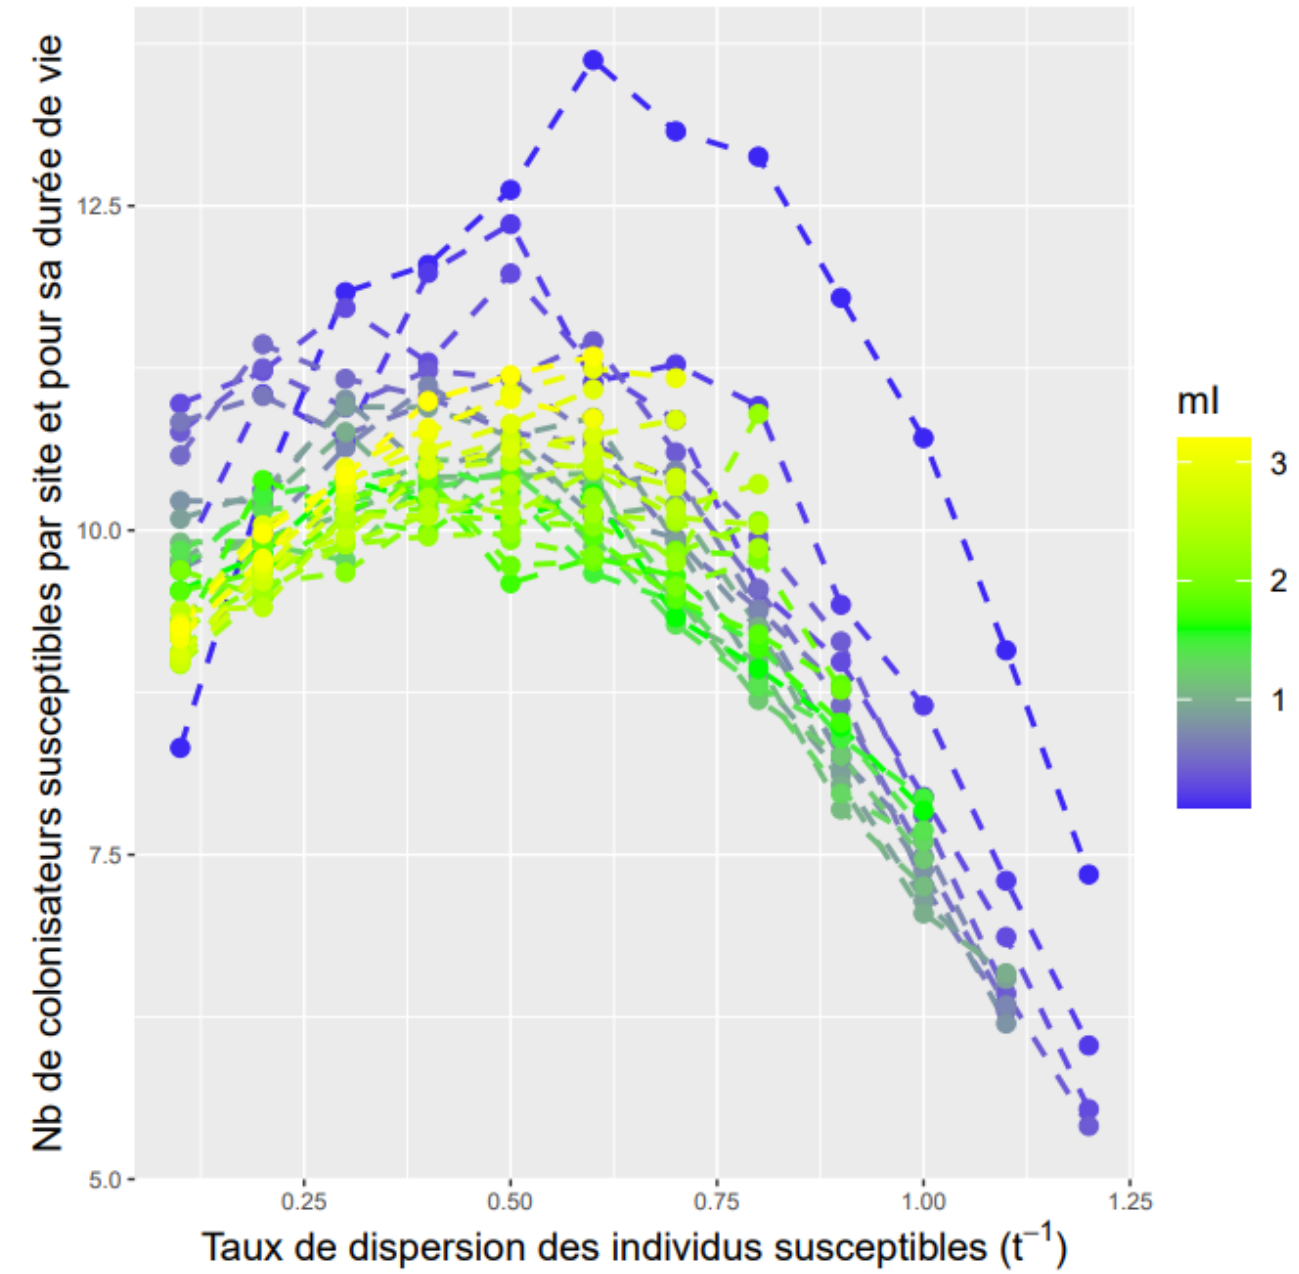 Nb de colonisateurs susceptibles par site et pour sa durée de vie
12.5
10.0
7.5
5.0
0.25 0.50 0.75 1.00 1.25
Taux de dispersion des individus susceptibles (t⁻¹)
ml
3
2
1